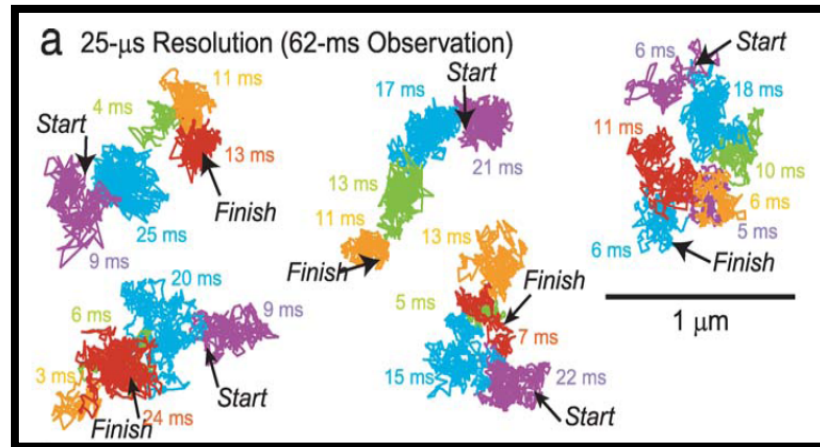 a 25-μs Resolution (62-ms Observation)
11 ms
4 ms
Start
13 ms
Finish
25 ms
9 ms
17 ms
Start
21 ms
13 ms
11 ms
Finish
6 ms
Start
18 ms
11 ms
10 ms
6 ms
5 ms
6 ms
Finish
20 ms
6 ms
9 ms
3 ms
Start
24 ms
Finish
13 ms
Finish
5 ms
7 ms
15 ms
22 ms
Start
1 μm